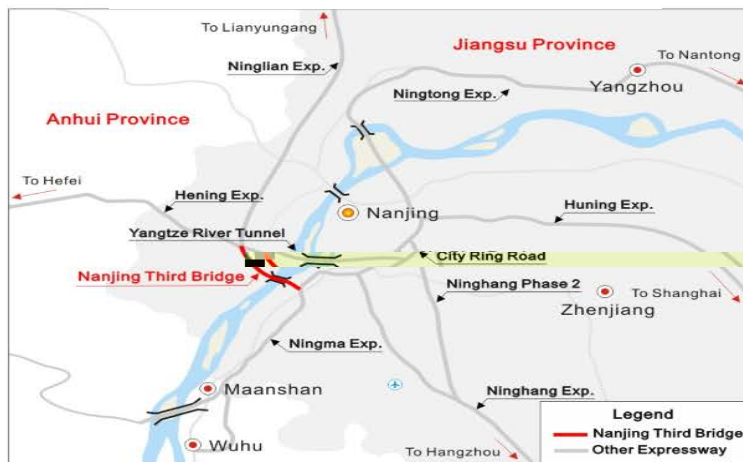 To Lianyungang
Jiangsu Province
To Nantong
Ninglian Exp.
Yangzhou
Ningtong Exp.
Anhui Province
To Hefei
Hening Exp.
Nanjing
Huning Exp.
Yangtze River Tunnel
City Ring Road
Nanjing Third Bridge
Ninghang Phase 2
To Shanghai
Zhenjiang
Ningma Exp.
Maanshan
Ninghang Exp.
Wuhu
To Hangzhou
Legend
Nanjing Third Bridge
Other Expressway